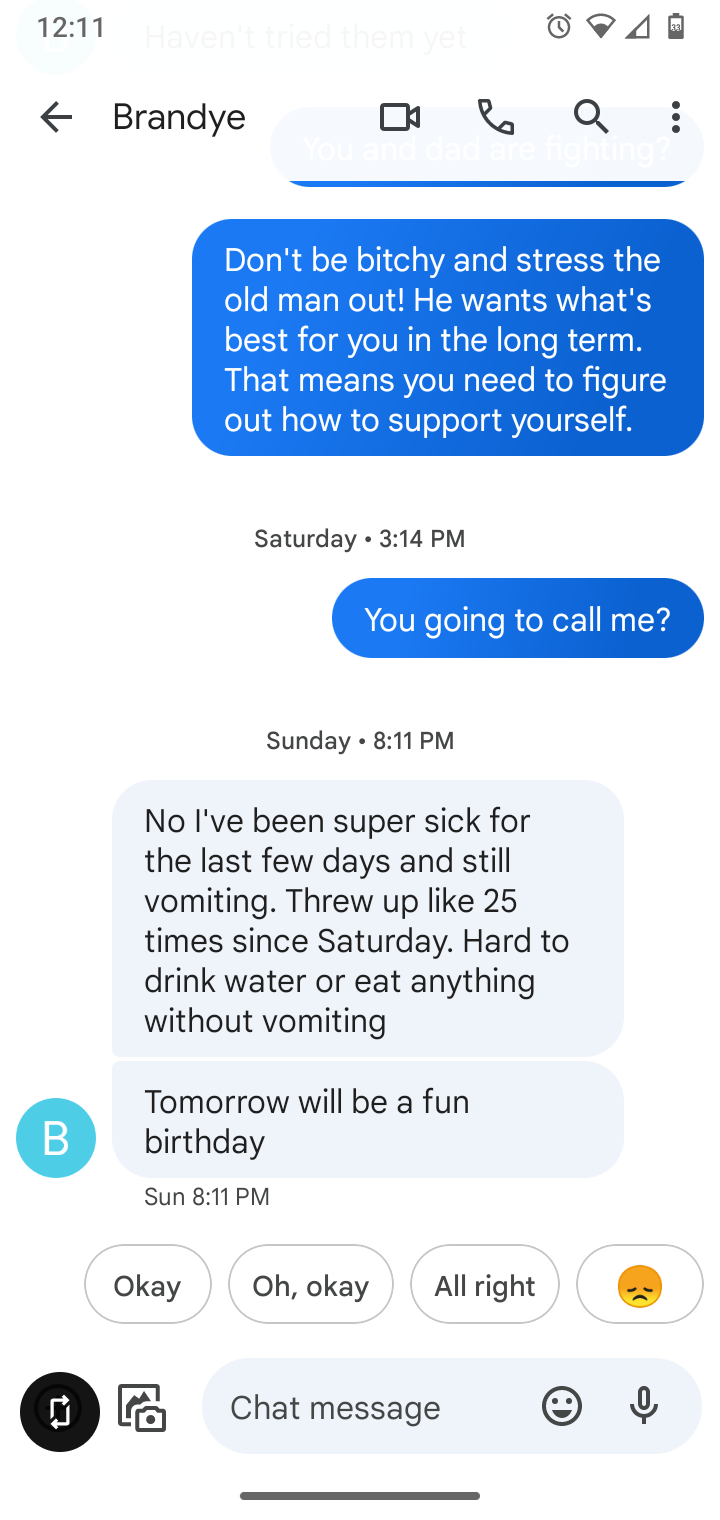 12:11
Haven't tried them yet
33
Brandye
You and dad are fighting?
Don't be bitchy and stress the
old man out! He wants what's
best for you in the long term.
That means you need to figure
out how to support yourself.
Saturday • 3:14 PM
You going to call me?
Sunday • 8:11 PM
No I've been super sick for
the last few days and still
vomiting. Threw up like 25
times since Saturday. Hard to
drink water or eat anything
without vomiting
Tomorrow will be a fun
birthday
B
Sun 8:11 PM
Okay
Oh, okay
All right
Chat message